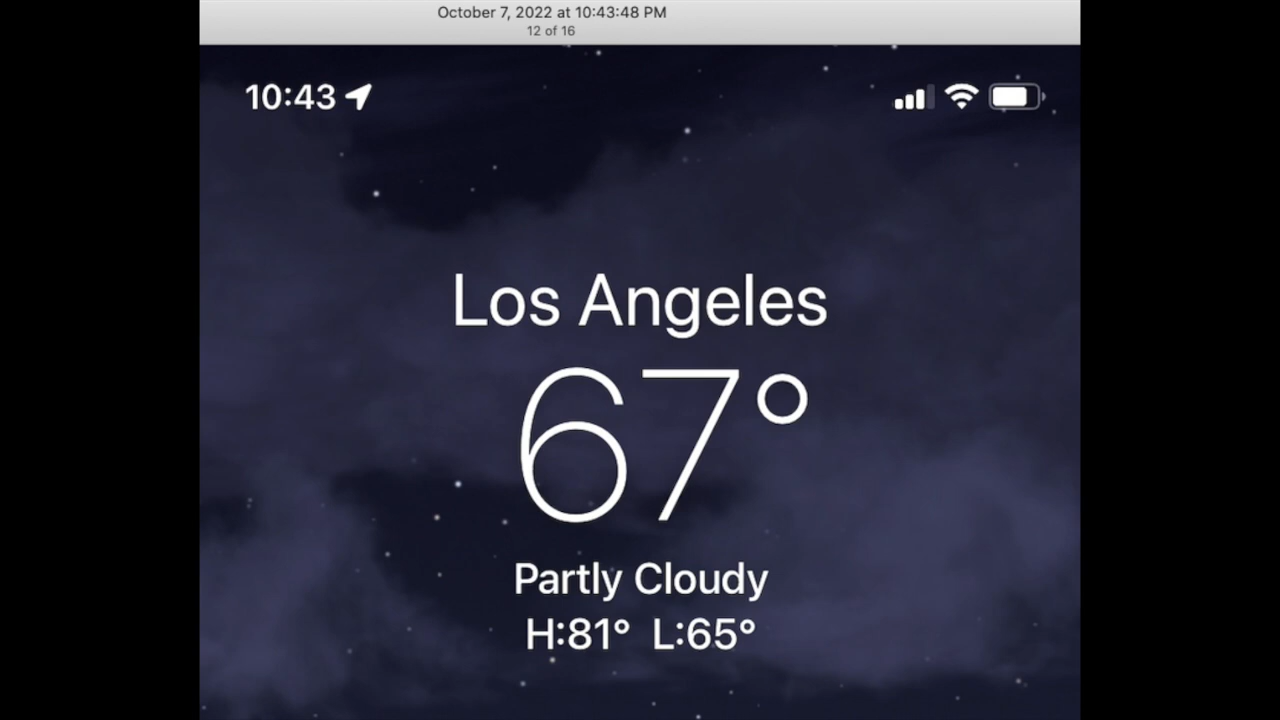 October 7, 2022 at 10:43:48 PM
12 of 16
10:43
Los Angeles
67°
Partly Cloudy
H:81° L:65°